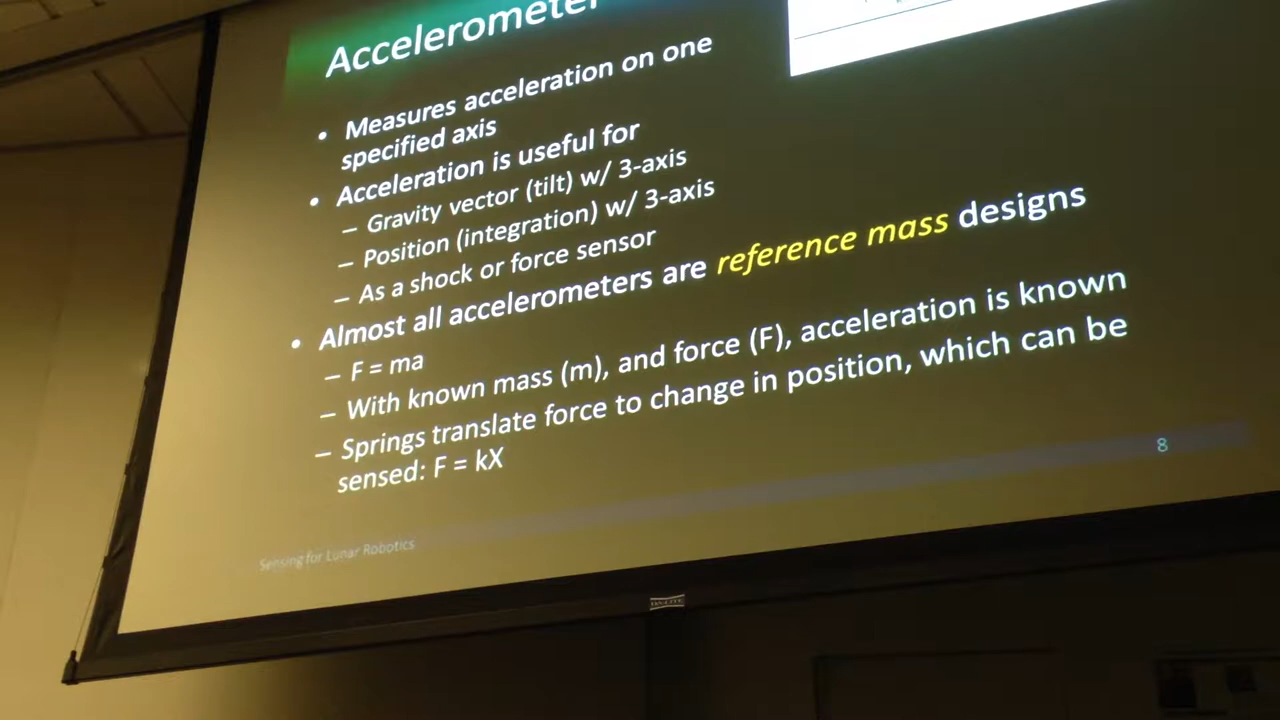 Accelerometer
• Measures acceleration on one
specified axis
• Acceleration is useful for
– Gravity vector (tilt) w/ 3-axis
– Position (integration) w/ 3-axis
– As a shock or force sensor
• Almost all accelerometers are reference mass designs
– F = ma
– With known mass (m), and force (F), acceleration is known
– Springs translate force to change in position, which can be
sensed: F = kX
8
Sensing for Lunar Robotics